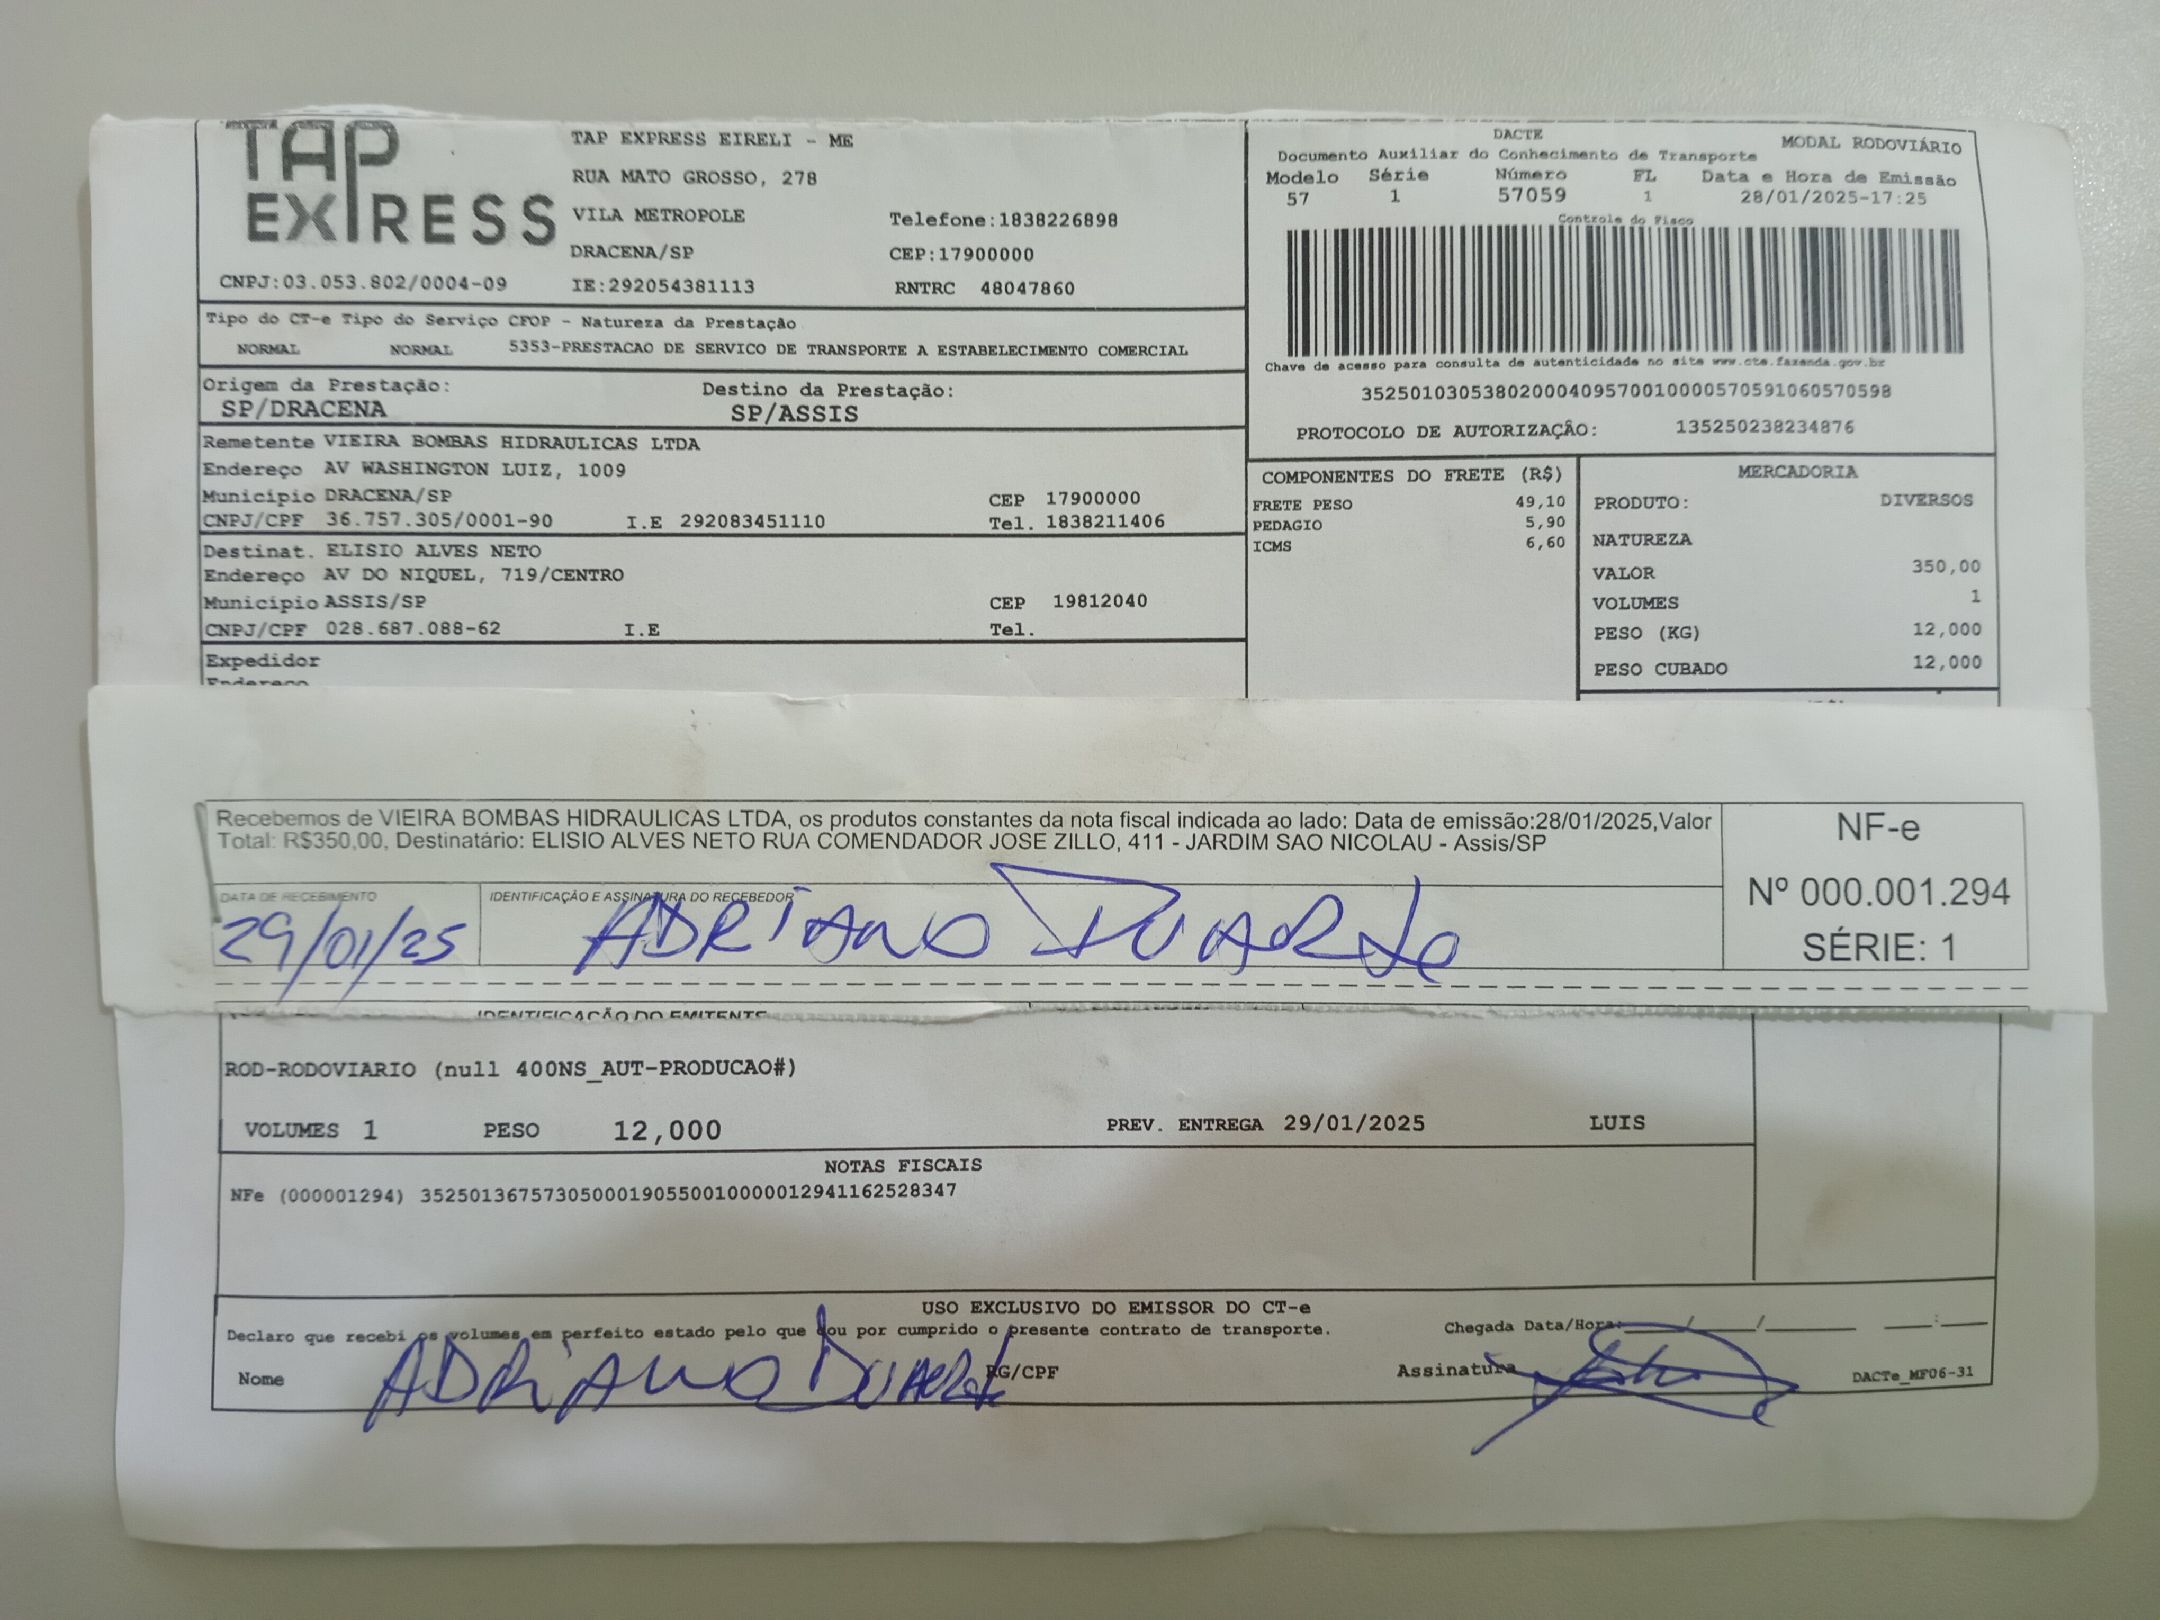 TAP EXPRESS
TAP EXPRESS EIRELI - ME
RUA MATO GROSSO, 278
VILA METROPOLE Telefone:1838226898
DRACENA/SP CEP:17900000
CNPJ:03.053.802/0004-09 IE:292054381113 RNTRC 48047860
DACTE MODAL RODOVIÁRIO
Documento Auxiliar do Conhecimento de Transporte
Modelo Série Número FL Data e Hora de Emissão
57 1 57059 1 28/01/2025-17:25
Controle do Fisco
Chave de acesso para consulta de autenticidade no site www.cte.fazenda.gov.br
35250103053802000409570010000570591060570598
PROTOCOLO DE AUTORIZAÇÃO: 135250238234876
Tipo do CT-e Tipo do Serviço CFOP - Natureza da Prestação
NORMAL NORMAL 5353-PRESTACAO DE SERVICO DE TRANSPORTE A ESTABELECIMENTO COMERCIAL
Origem da Prestação: Destino da Prestação:
SP/DRACENA SP/ASSIS
Remetente VIEIRA BOMBAS HIDRAULICAS LTDA
Endereço AV WASHINGTON LUIZ, 1009
Município DRACENA/SP CEP 17900000
CNPJ/CPF 36.757.305/0001-90 I.E 292083451110 Tel. 1838211406
Destinat. ELISIO ALVES NETO
Endereço AV DO NIQUEL, 719/CENTRO
Município ASSIS/SP CEP 19812040
CNPJ/CPF 028.687.088-62 I.E Tel.
Expedidor
Endereço
COMPONENTES DO FRETE (R$)
FRETE PESO 49,10
PEDAGIO 5,90
ICMS 6,60
MERCADORIA
PRODUTO: DIVERSOS
NATUREZA
VALOR 350,00
VOLUMES 1
PESO (KG) 12,000
PESO CUBADO 12,000
Recebemos de VIEIRA BOMBAS HIDRAULICAS LTDA, os produtos constantes da nota fiscal indicada ao lado: Data de emissão:28/01/2025,Valor
Total: R$350,00, Destinatário: ELISIO ALVES NETO RUA COMENDADOR JOSE ZILLO, 411 - JARDIM SAO NICOLAU - Assis/SP
DATA DE RECEBIMENTO IDENTIFICAÇÃO E ASSINATURA DO RECEBEDOR
29/01/25 ADRIANO DUARTE
NF-e
Nº 000.001.294
SÉRIE: 1
IDENTIFICAÇÃO DO EMITENTE
ROD-RODOVIARIO (null 400NS_AUT-PRODUCAO#)
VOLUMES 1 PESO 12,000 PREV. ENTREGA 29/01/2025 LUIS
NOTAS FISCAIS
NFe (000001294) 35250136757305000190550010000012941162528347
USO EXCLUSIVO DO EMISSOR DO CT-e
Declaro que recebi os volumes em perfeito estado pelo que dou por cumprido o presente contrato de transporte. Chegada Data/Hora: / / :
Nome ADRIANO DUARTE RG/CPF Assinatura DACTe_MF06-31